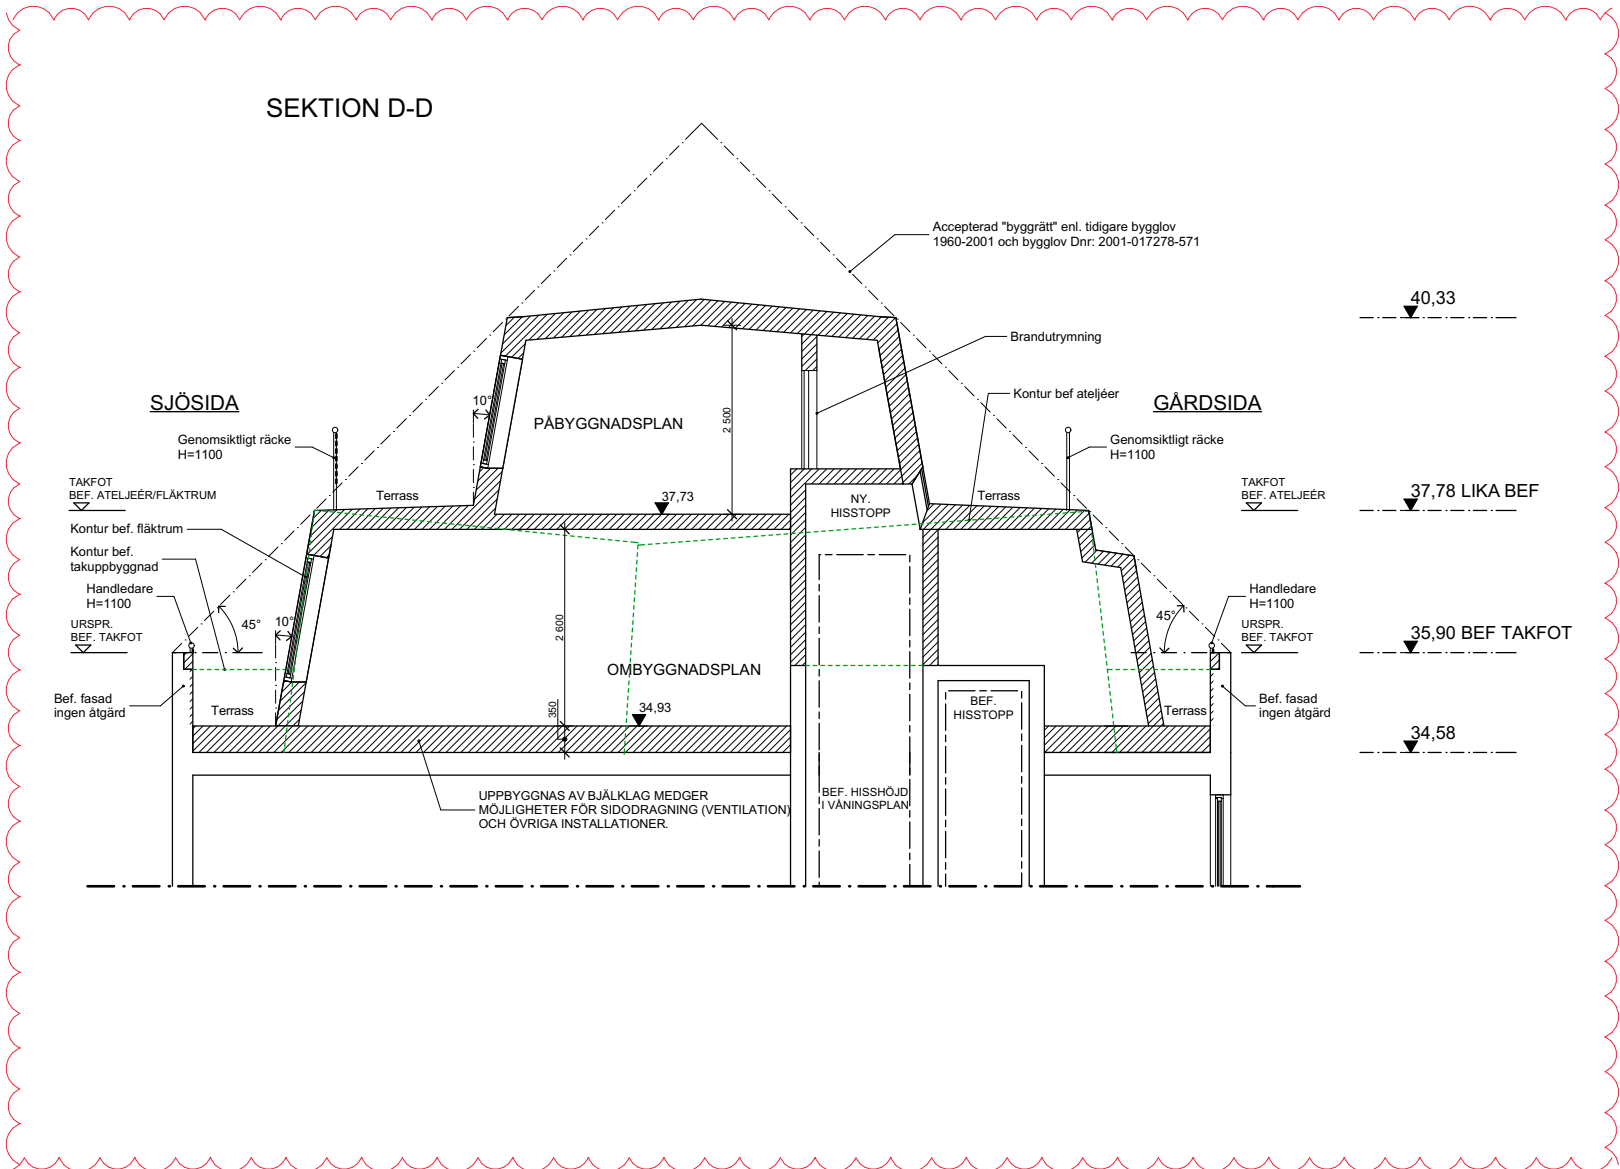 SEKTION D-D
Accepterad "byggrätt" enl. tidigare bygglov
1960-2001 och bygglov Dnr: 2001-017278-571
40,33
Brandutrymning
Kontur bef ateljéer
SJÖSIDA
GÅRDSIDA
10°
PÅBYGGNADSPLAN
2 500
Genomsiktligt räcke
H=1100
Genomsiktligt räcke
H=1100
TAKFOT
BEF. ATELJEÉR/FLÄKTRUM
Terrass
37,73
NY.
HISSTOPP
Terrass
TAKFOT
BEF. ATELJEÉR
37,78 LIKA BEF
Kontur bef. fläktrum
Kontur bef.
takuppbyggnad
Handledare
H=1100
Handledare
H=1100
45°
10°
2 600
45°
URSPR.
BEF. TAKFOT
URSPR.
BEF. TAKFOT
35,90 BEF TAKFOT
OMBYGGNADSPLAN
Bef. fasad
ingen åtgärd
Terrass
350
34,93
BEF.
HISSTOPP
Terrass
Bef. fasad
ingen åtgärd
34,58
UPPBYGGNAS AV BJÄLKLAG MEDGER
MÖJLIGHETER FÖR SIDODRAGNING (VENTILATION)
OCH ÖVRIGA INSTALLATIONER.
BEF. HISSHÖJD
I VÅNINGSPLAN